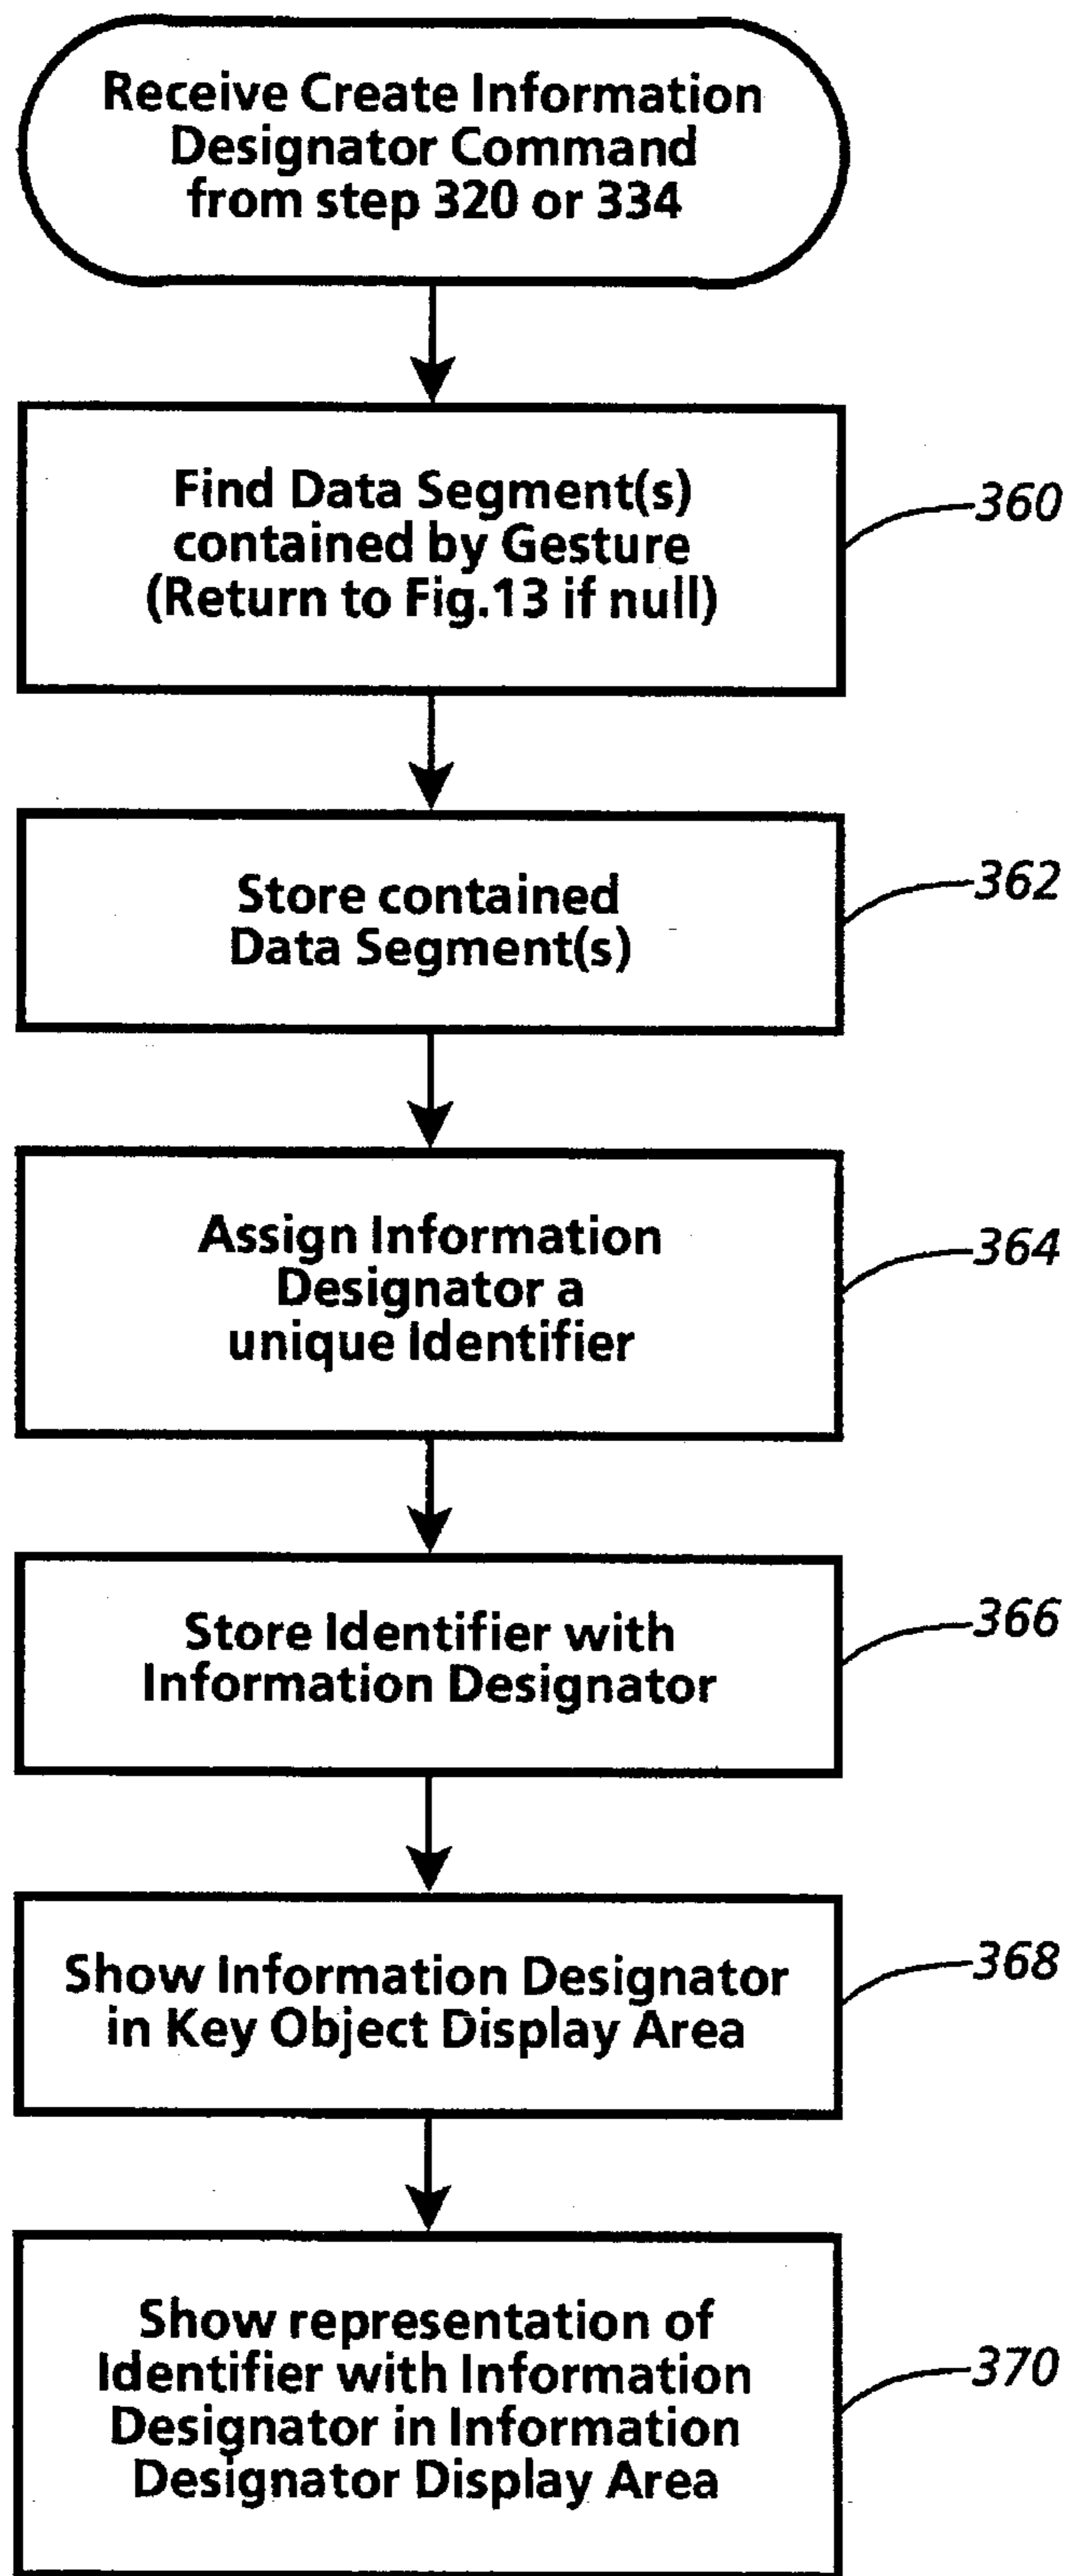 Receive Create Information
Designator Command
from step 320 or 334
Find Data Segment(s)
contained by Gesture
(Return to Fig.13 if null)
360
Store contained
Data Segment(s)
362
Assign Information
Designator a
unique Identifier
364
Store Identifier with
Information Designator
366
Show Information Designator
in Key Object Display Area
368
Show representation of
Identifier with Information
Designator in Information
Designator Display Area
370